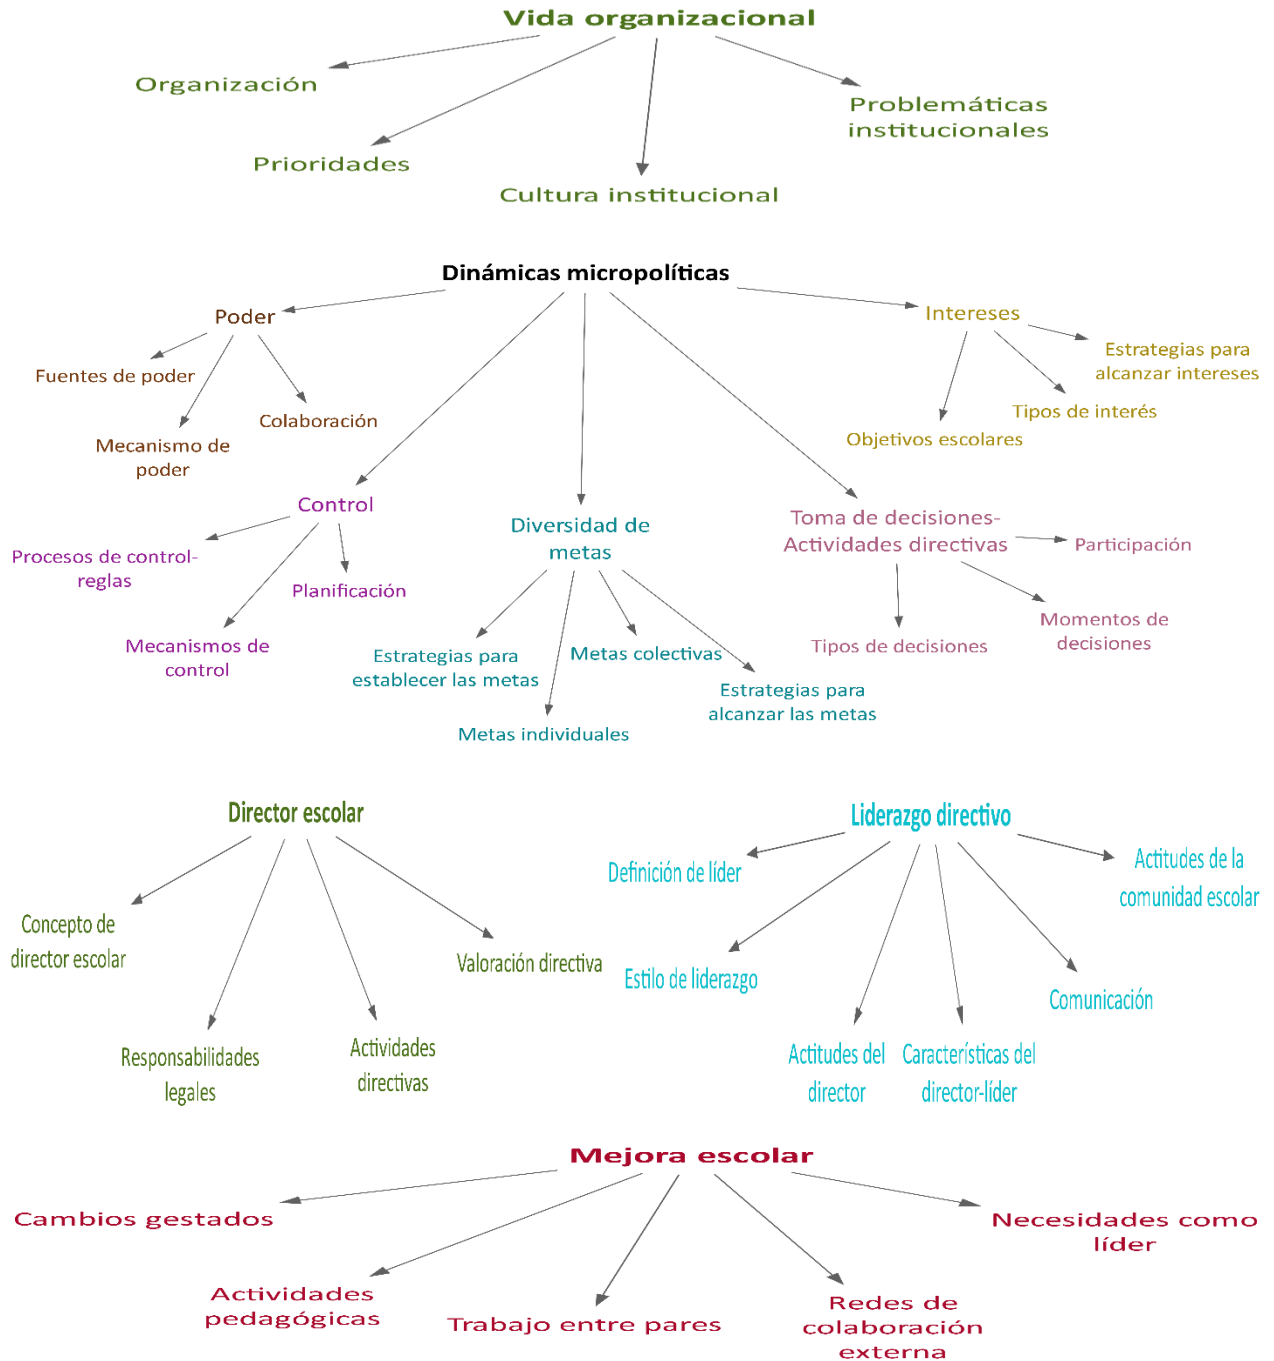 Vida organizacional
Organización
Prioridades
Cultura institucional
Problemáticas
institucionales
Dinámicas micropolíticas
Poder
Fuentes de poder
Mecanismo de
poder
Colaboración
Intereses
Estrategias para
alcanzar intereses
Tipos de interés
Objetivos escolares
Control
Procesos de control-
reglas
Mecanismos de
control
Planificación
Diversidad de
metas
Estrategias para
establecer las metas
Metas individuales
Metas colectivas
Estrategias para
alcanzar las metas
Toma de decisiones-
Actividades directivas
Participación
Momentos de
decisiones
Tipos de decisiones
Director escolar
Concepto de
director escolar
Responsabilidades
legales
Actividades
directivas
Valoración directiva
Liderazgo directivo
Definición de líder
Estilo de liderazgo
Actitudes del
director
Características del
director-líder
Comunicación
Actitudes de la
comunidad escolar
Mejora escolar
Cambios gestados
Actividades
pedagógicas
Trabajo entre pares
Redes de
colaboración
externa
Necesidades como
líder